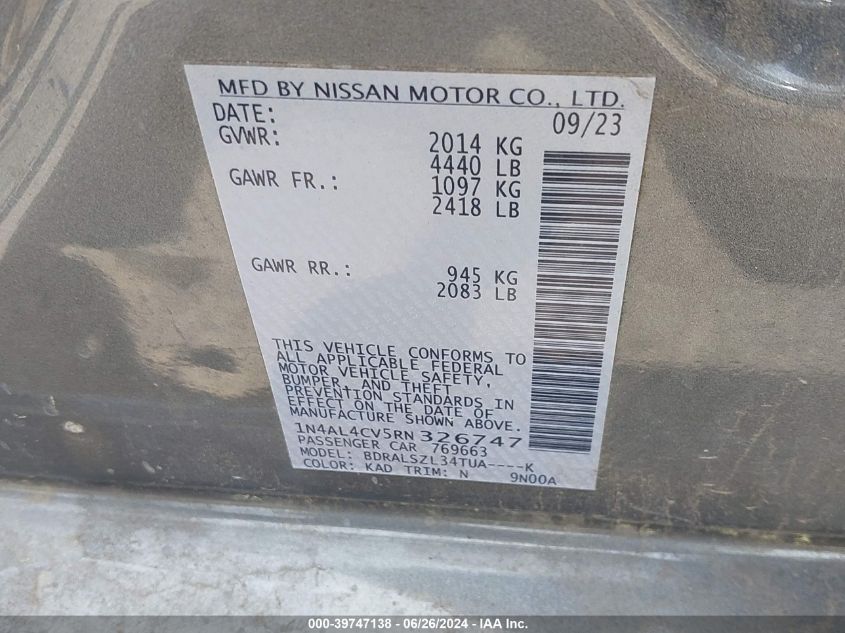 MFD BY NISSAN MOTOR CO., LTD.
DATE: 09/23
GVWR: 2014 KG
4440 LB
GAWR FR.: 1097 KG
2418 LB
GAWR RR.: 945 KG
2083 LB
THIS VEHICLE CONFORMS TO
ALL APPLICABLE FEDERAL
MOTOR VEHICLE SAFETY,
BUMPER, AND THEFT
PREVENTION STANDARDS IN
EFFECT ON THE DATE OF
MANUFACTURE SHOWN ABOVE.
1N4AL4CV5RN326747
PASSENGER CAR 769663
MODEL: BDRALSZL34TUA----K
COLOR: KAD TRIM: N 9N00A
000-39747138 - 06/26/2024 - IAA Inc.